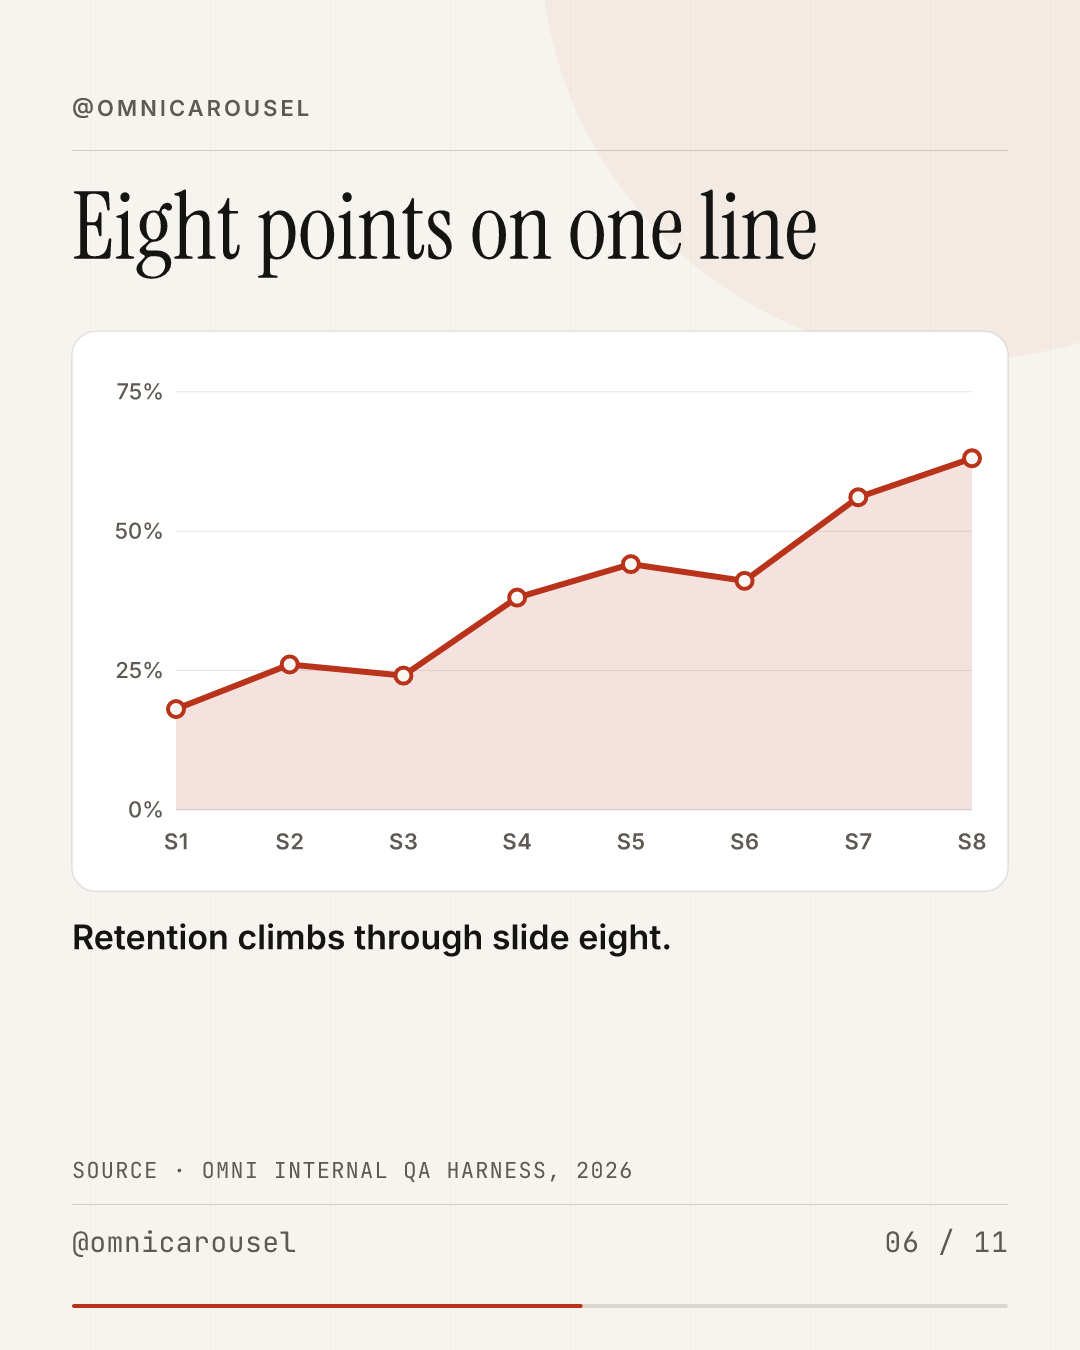 @OMNICAROUSEL
Eight points on one line
75%
50%
25%
0%
S1 S2 S3 S4 S5 S6 S7 S8
Retention climbs through slide eight.
SOURCE · OMNI INTERNAL QA HARNESS, 2026
@omnicarousel 06 / 11